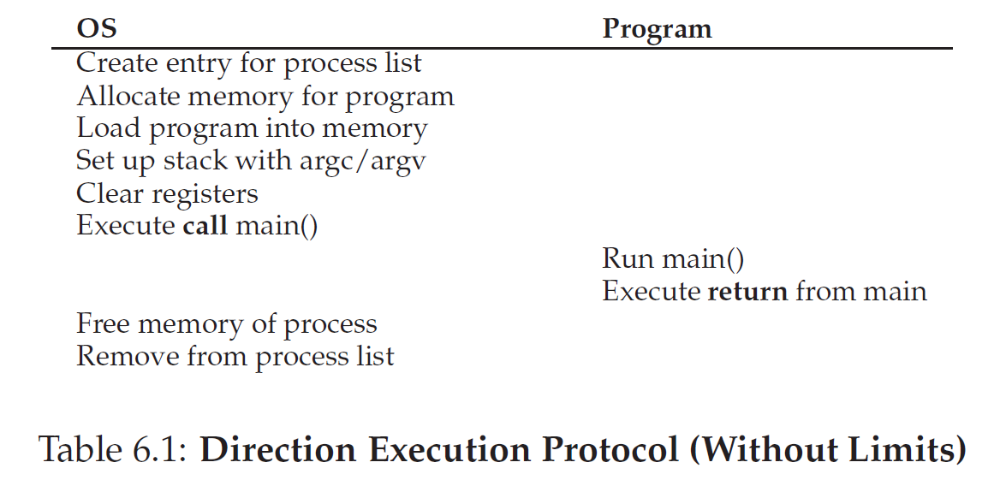 OS Program
Create entry for process list
Allocate memory for program
Load program into memory
Set up stack with argc/argv
Clear registers
Execute call main()
Run main()
Execute return from main
Free memory of process
Remove from process list
Table 6.1: Direction Execution Protocol (Without Limits)